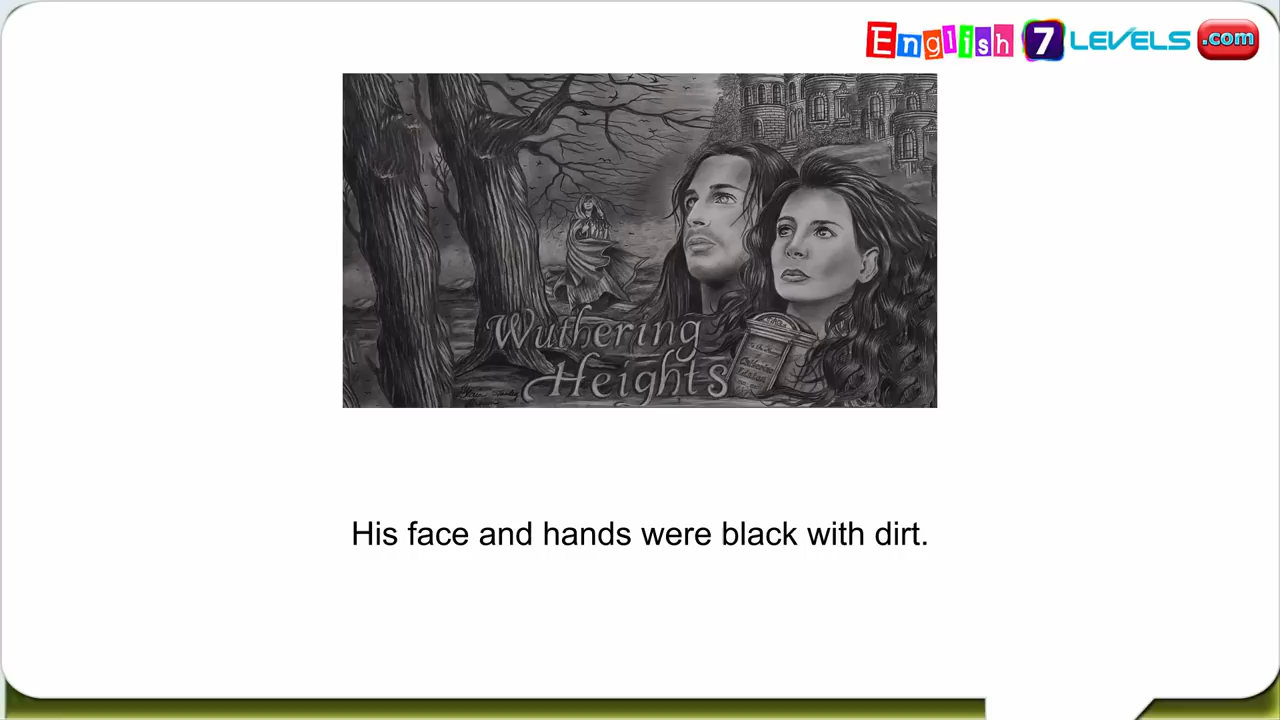 English 7 LEVELS .com
Wuthering
Heights
His face and hands were black with dirt.